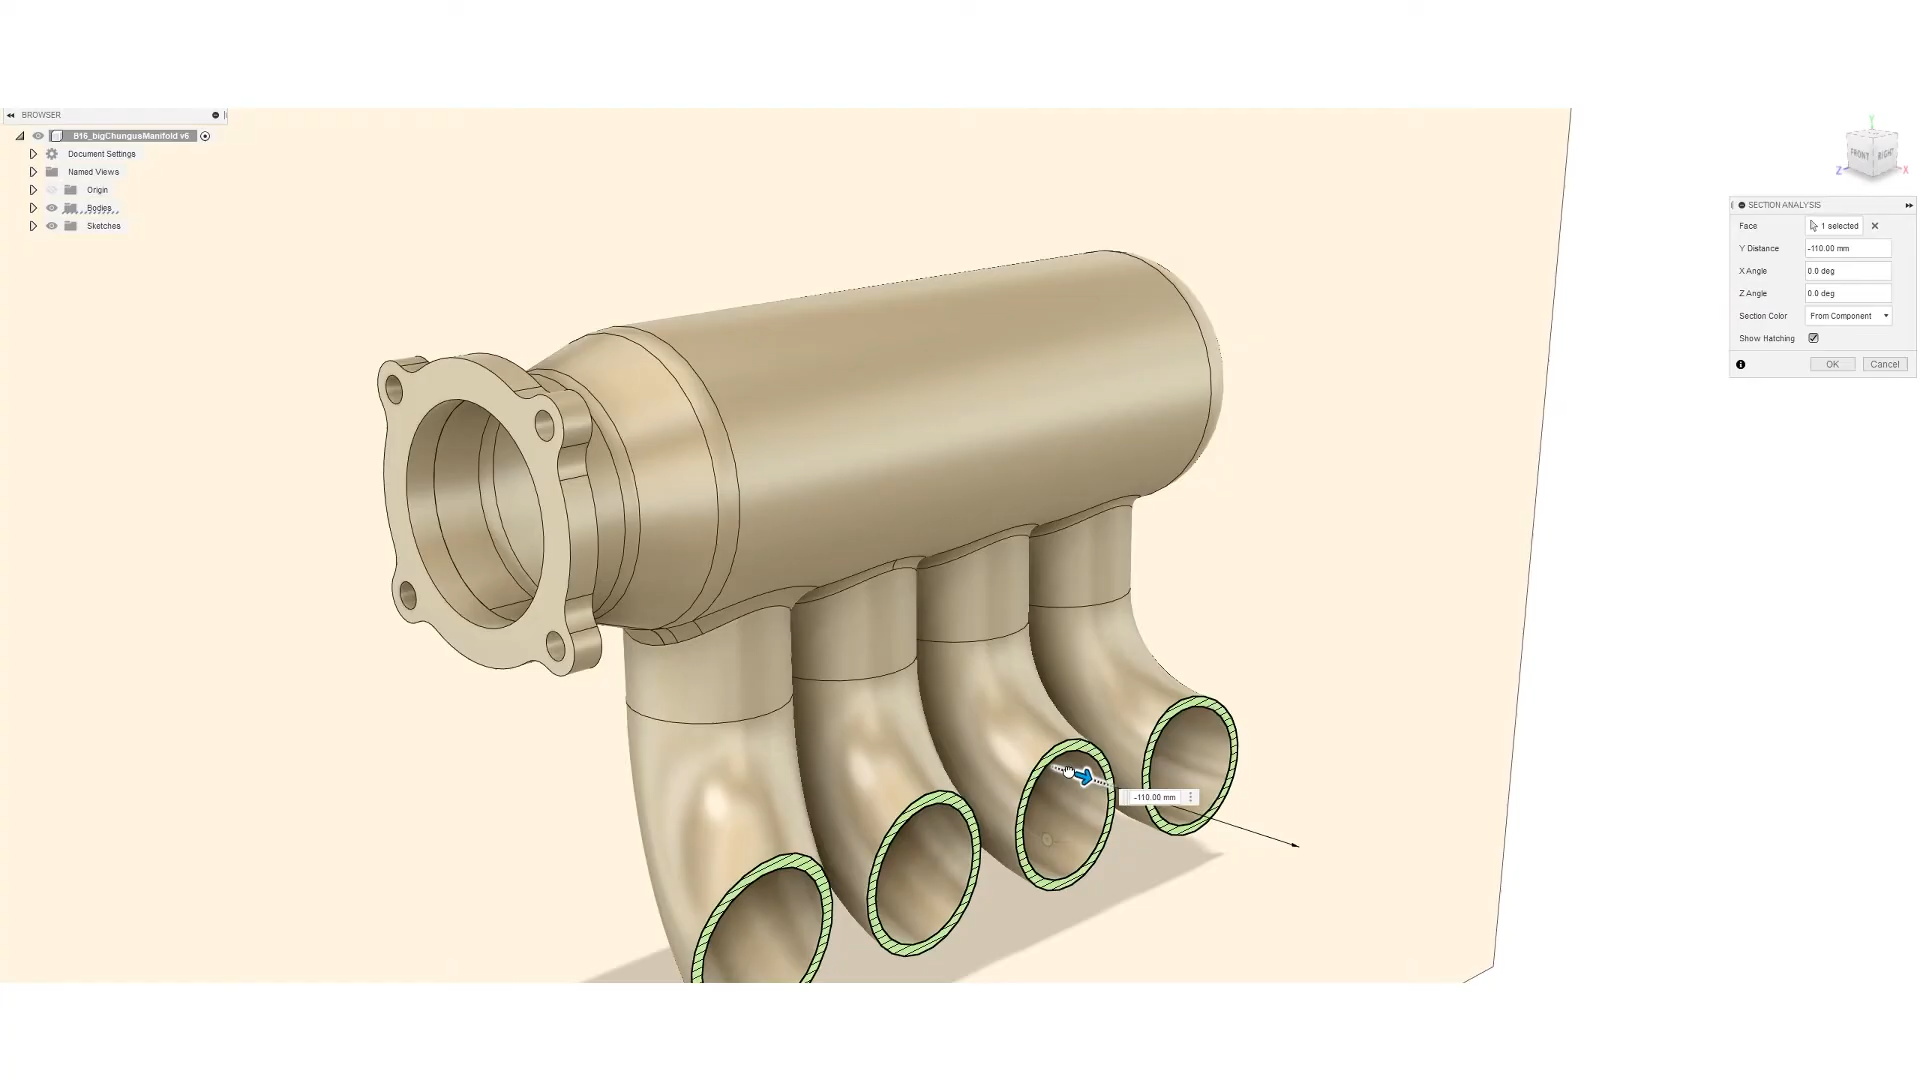 BROWSER
B16_bigChungusManifold v6
Document Settings
Named Views
Origin
Bodies
Sketches
Y
FRONT
RIGHT
Z
X
SECTION ANALYSIS
Face
1 selected
Y Distance
-110.00 mm
X Angle
0.0 deg
Z Angle
0.0 deg
Section Color
From Component
Show Hatching
OK
Cancel
-110.00 mm